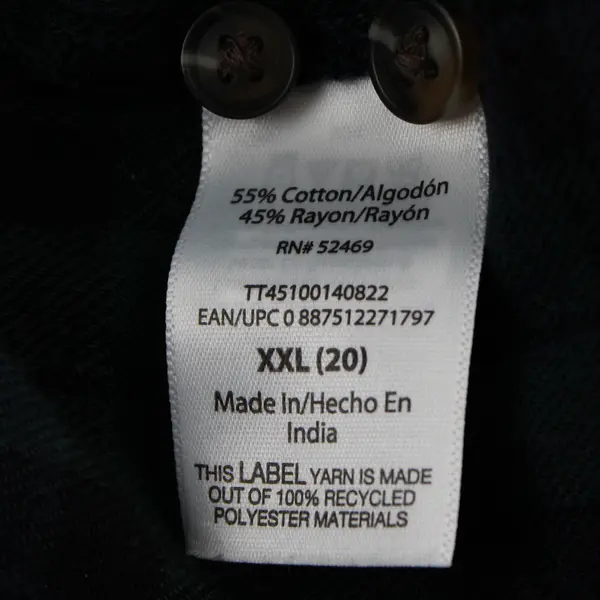 55% Cotton/Algodón
45% Rayon/Rayón
RN# 52469
TT45100140822
EAN/UPC 0 887512271797
XXL (20)
Made In/Hecho En
India
THIS LABEL YARN IS MADE
OUT OF 100% RECYCLED
POLYESTER MATERIALS